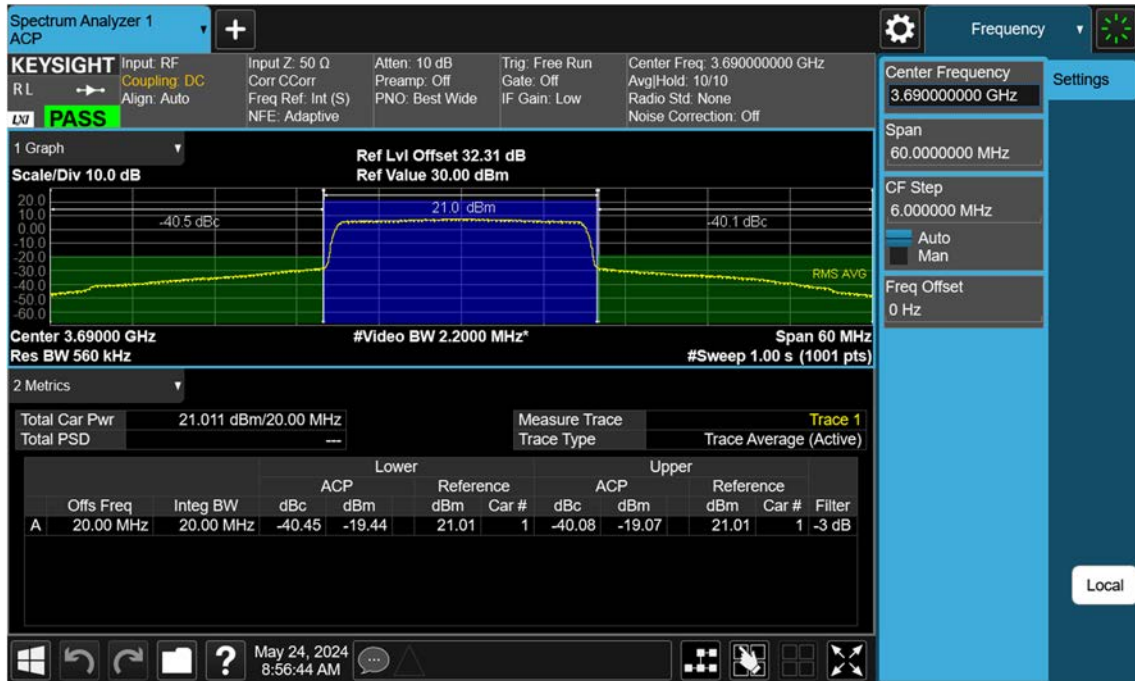 Spectrum Analyzer 1
ACP
Frequency
KEYSIGHT
R L
LXI PASS
Input: RF
Coupling: DC
Align: Auto
Input Z: 50 Ω
Corr CCorr
Freq Ref: Int (S)
NFE: Adaptive
Atten: 10 dB
Preamp: Off
PNO: Best Wide
Trig: Free Run
Gate: Off
IF Gain: Low
Center Freq: 3.690000000 GHz
Avg|Hold: 10/10
Radio Std: None
Noise Correction: Off
Center Frequency
3.690000000 GHz
Settings
Span
60.0000000 MHz
CF Step
6.000000 MHz
Auto
Man
Freq Offset
0 Hz
Local
1 Graph
Scale/Div 10.0 dB
Ref Lvl Offset 32.31 dB
Ref Value 30.00 dBm
20.0
10.0
0.00
-10.0
-20.0
-30.0
-40.0
-50.0
-60.0
-40.5 dBc
21.0 dBm
-40.1 dBc
RMS AVG
Center 3.69000 GHz #Video BW 2.2000 MHz* Span 60 MHz
Res BW 560 kHz #Sweep 1.00 s (1001 pts)
2 Metrics
Total Car Pwr 21.011 dBm/20.00 MHz Measure Trace Trace 1
Total PSD --- Trace Type Trace Average (Active)
Lower Upper
ACP Reference ACP Reference
Offs Freq Integ BW dBc dBm dBm Car # dBc dBm dBm Car # Filter
A 20.00 MHz 20.00 MHz -40.45 -19.44 21.01 1 -40.08 -19.07 21.01 1 -3 dB
May 24, 2024
8:56:44 AM